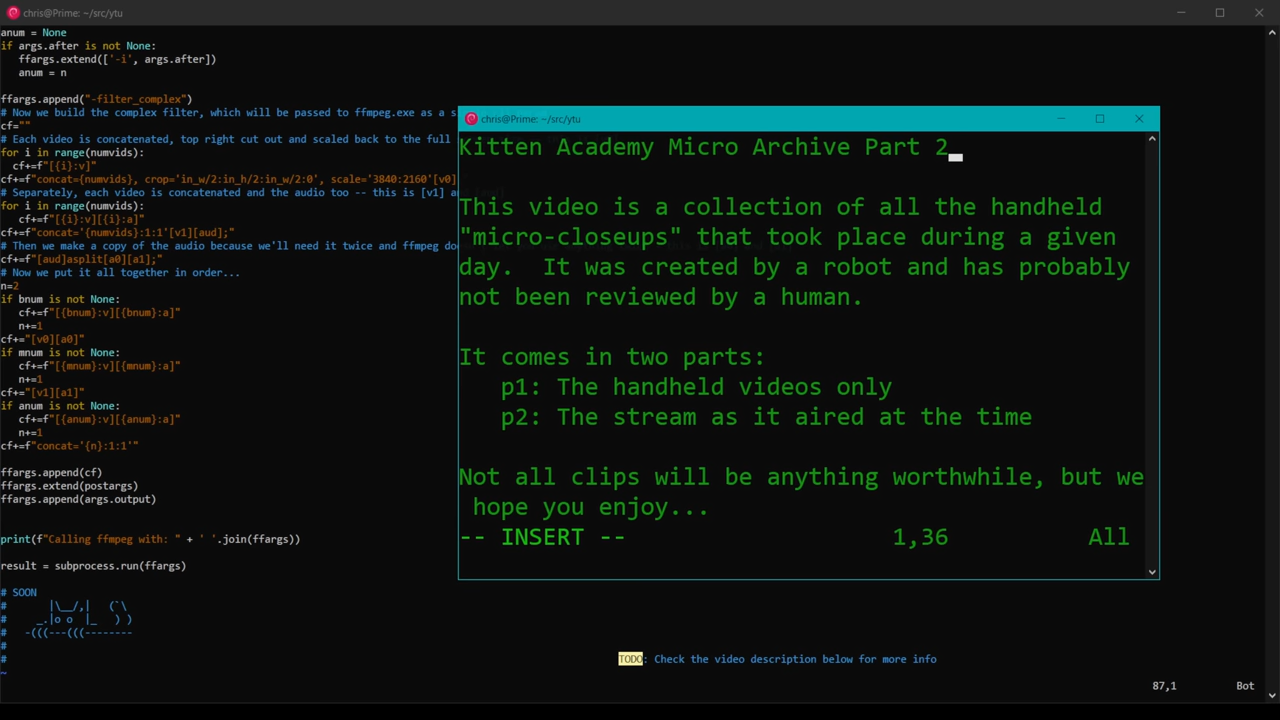 chris@Prime: ~/src/ytu
anum = None
if args.after is not None:
   ffargs.extend(['-i', args.after])
   anum = n
ffargs.append("-filter_complex")
# Now we build the complex filter, which will be passed to ffmpeg.exe as a s
cf=""
# Each video is concatenated, top right cut out and scaled back to the full
for i in range(numvids):
  cf+=f"[{i}:v]"
cf+=f"concat={numvids}, crop='in_w/2:in_h/2:in_w/2:0', scale='3840:2160'[v0]
# Separately, each video is concatenated and the audio too -- this is [v1] a
for i in range(numvids):
   cf+=f"[{i}:v][{i}:a]"
cf+=f"concat='{numvids}:1:1'[v1][aud];"
# Then we make a copy of the audio because we'll need it twice and ffmpeg do
cf+=f"[aud]asplit[a0][a1];"
# Now we put it all together in order...
n=2
if bnum is not None:
   cf+=f"[{bnum}:v][{bnum}:a]"
   n+=1
cf+="[v0][a0]"
if mnum is not None:
   cf+=f"[{mnum}:v][{mnum}:a]"
   n+=1
cf+="[v1][a1]"
if anum is not None:
   cf+=f"[{anum}:v][{anum}:a]"
   n+=1
cf+=f"concat='{n}:1:1'"
ffargs.append(cf)
ffargs.extend(postargs)
ffargs.append(args.output)
print(f"Calling ffmpeg with: " + ' '.join(ffargs))
result = subprocess.run(ffargs)
# SOON
#       |\__/,|   (`\
#     _.|o o  |_   ) )
#   -(((---(((--------
#
#
~
chris@Prime: ~/src/ytu
Kitten Academy Micro Archive Part 2
This video is a collection of all the handheld
"micro-closeups" that took place during a given
day.  It was created by a robot and has probably
not been reviewed by a human.
It comes in two parts:
   p1: The handheld videos only
   p2: The stream as it aired at the time
Not all clips will be anything worthwhile, but we
 hope you enjoy...
-- INSERT --
1,36
All
TODO: Check the video description below for more info
87,1
Bot